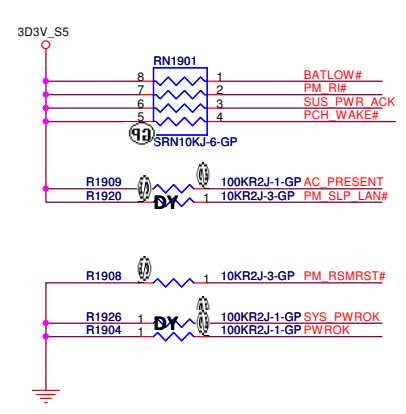 3D3V_S5
RN1901
8 1 BATLOW#
7 2 PM_RI#
6 3 SUS_PWR_ACK
5 4 PCH_WAKE#
SRN10KJ-6-GP
R1909 100KR2J-1-GP AC_PRESENT
R1920 DY 1 10KR2J-3-GP PM_SLP_LAN#
R1908 1 10KR2J-3-GP PM_RSMRST#
R1926 1 DY 100KR2J-1-GP SYS_PWROK
R1904 1 100KR2J-1-GP PWROK